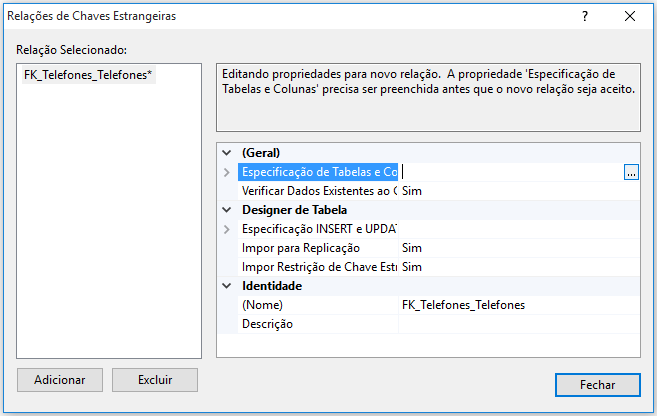 Relações de Chaves Estrangeiras
?
Relação Selecionado:
FK_Telefones_Telefones*
Editando propriedades para novo relação. A propriedade 'Especificação de
Tabelas e Colunas' precisa ser preenchida antes que o novo relação seja aceito.
(Geral)
Especificação de Tabelas e Co
...
Verificar Dados Existentes ao C Sim
Designer de Tabela
Especificação INSERT e UPDAT
Impor para Replicação Sim
Impor Restrição de Chave Estr Sim
Identidade
(Nome) FK_Telefones_Telefones
Descrição
Adicionar Excluir
Fechar